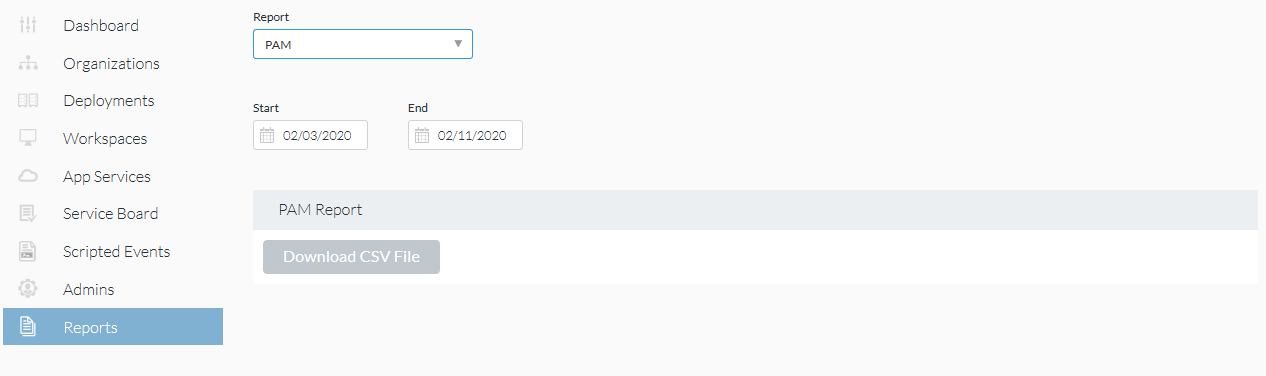 Dashboard
Organizations
Deployments
Workspaces
App Services
Service Board
Scripted Events
Admins
Reports
Report
PAM
Start
End
02/03/2020
02/11/2020
PAM Report
Download CSV File